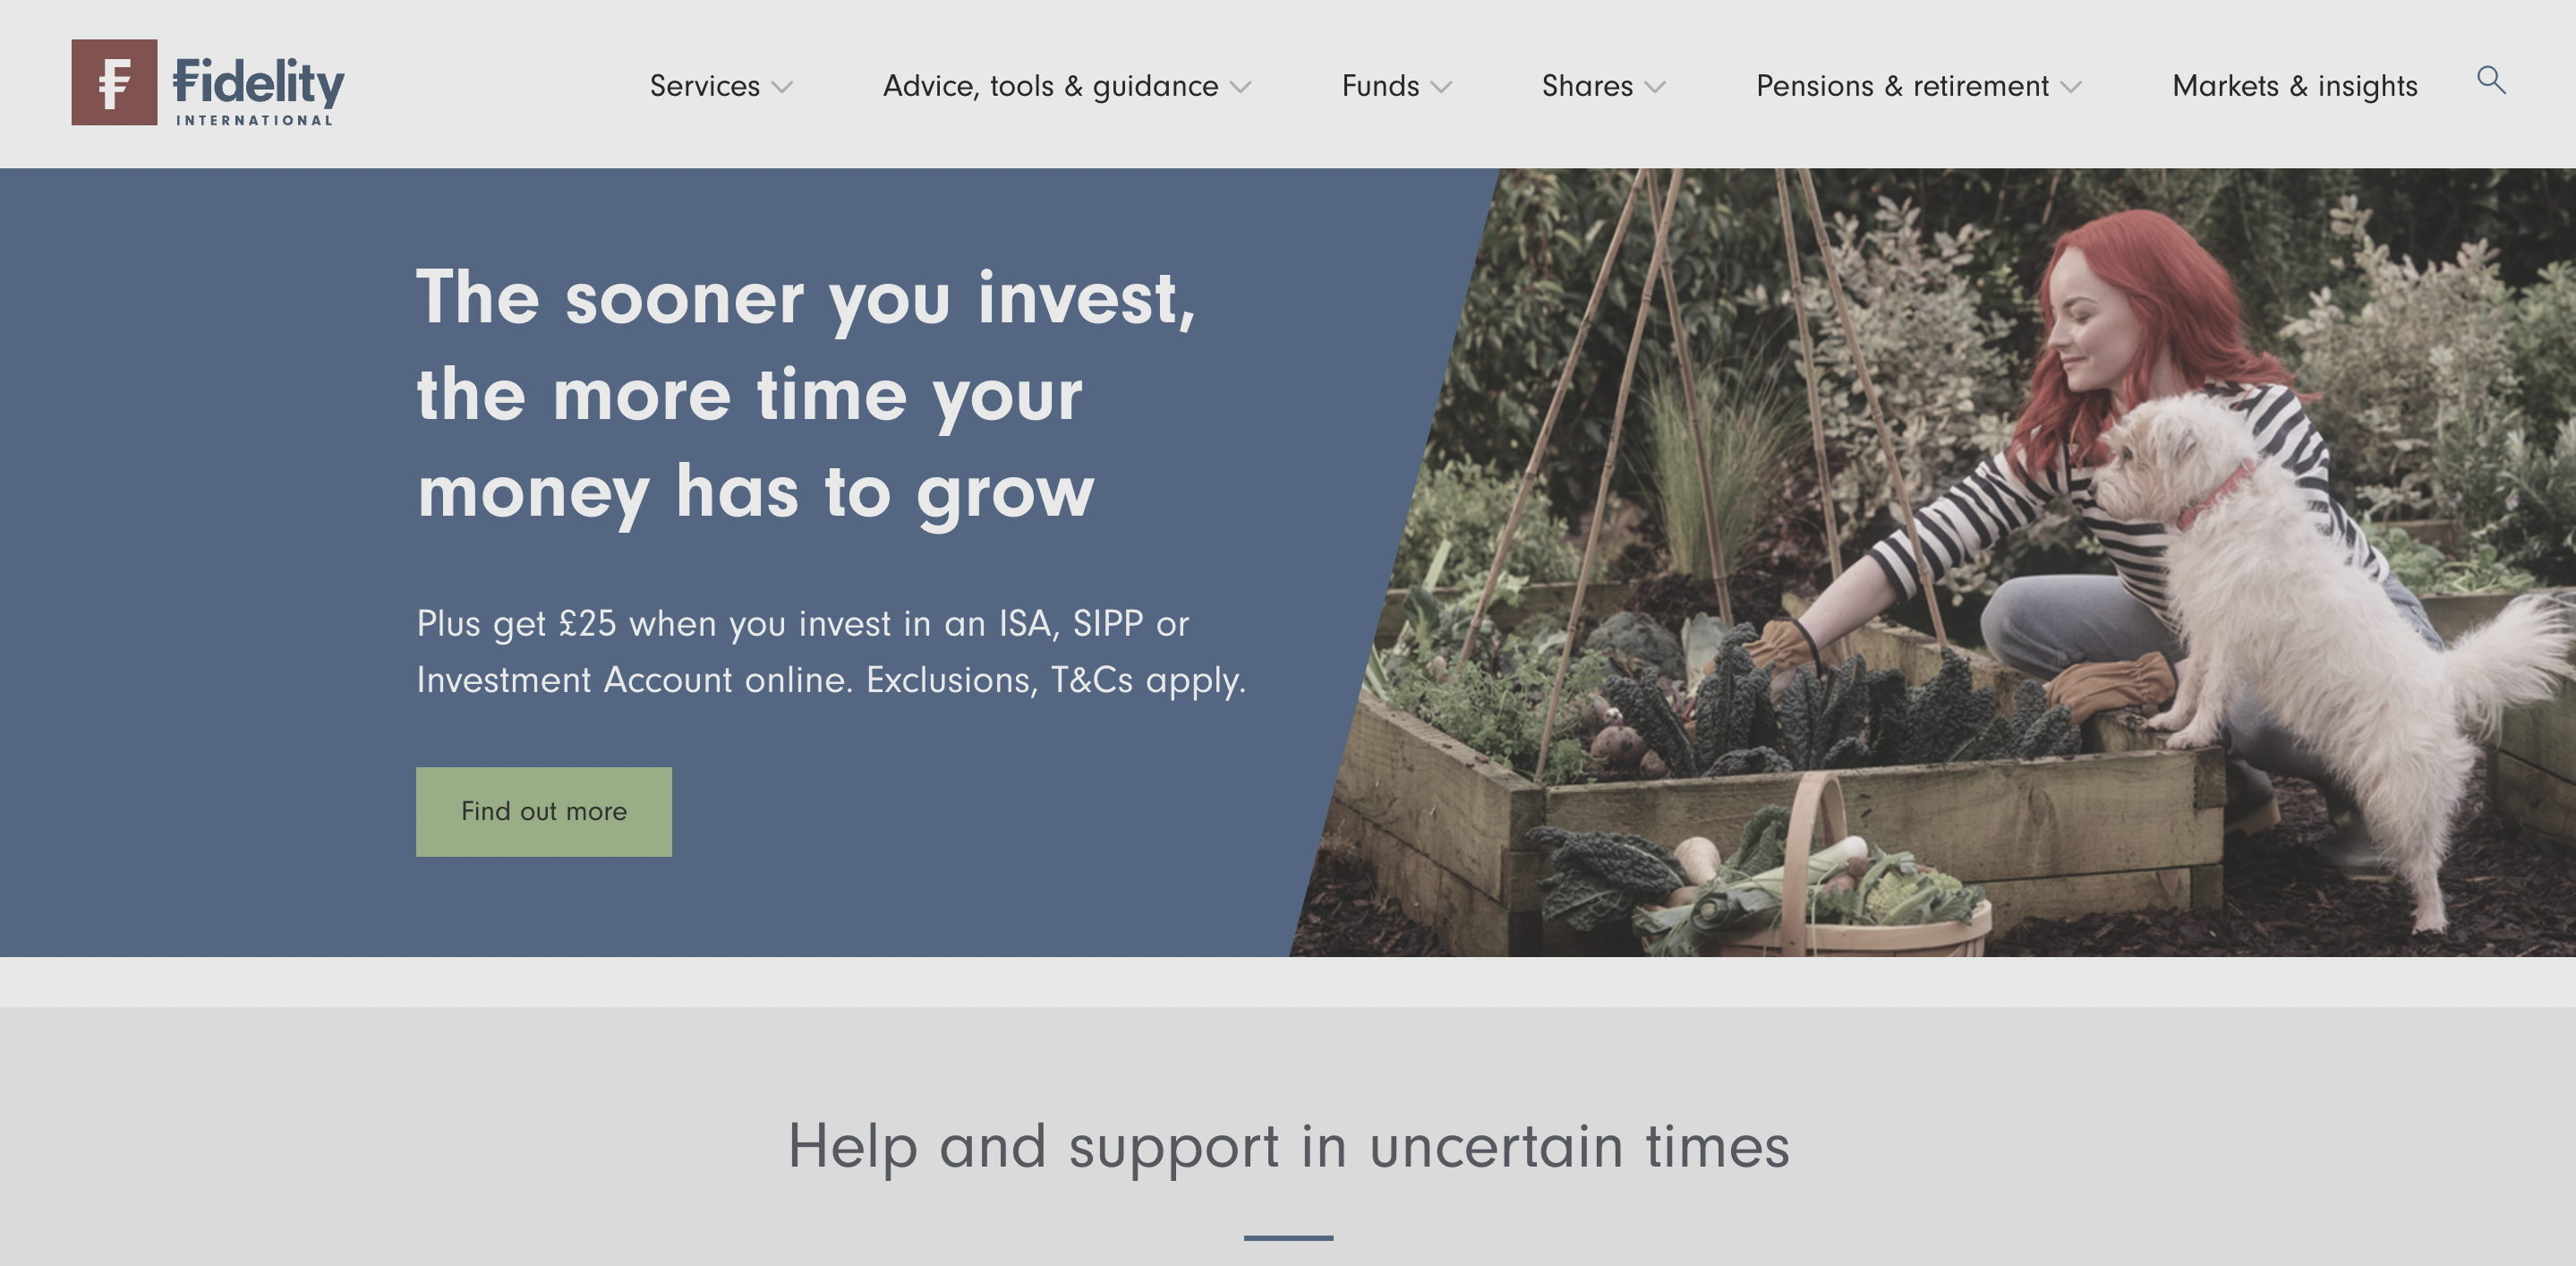 Fidelity
INTERNATIONAL
Services
Advice, tools & guidance
Funds
Shares
Pensions & retirement
Markets & insights
The sooner you invest,
the more time your
money has to grow
Plus get £25 when you invest in an ISA, SIPP or
Investment Account online. Exclusions, T&Cs apply.
Find out more
Help and support in uncertain times